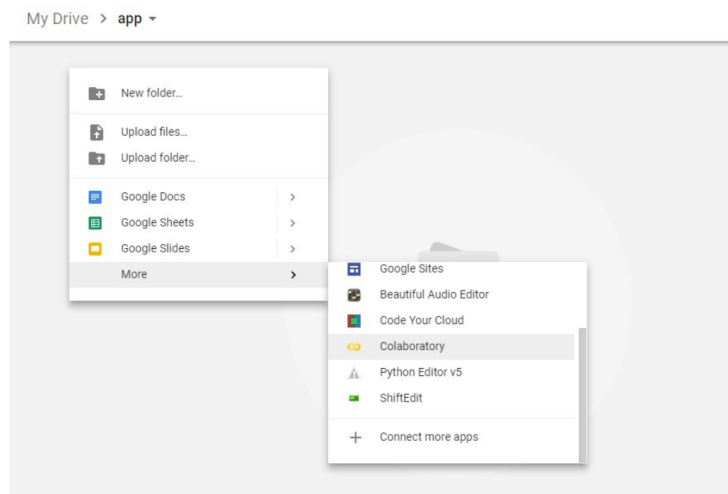 My Drive > app
New folder...
Upload files...
Upload folder...
Google Docs
Google Sheets
Google Slides
More
Google Sites
Beautiful Audio Editor
Code Your Cloud
Colaboratory
Python Editor v5
ShiftEdit
Connect more apps